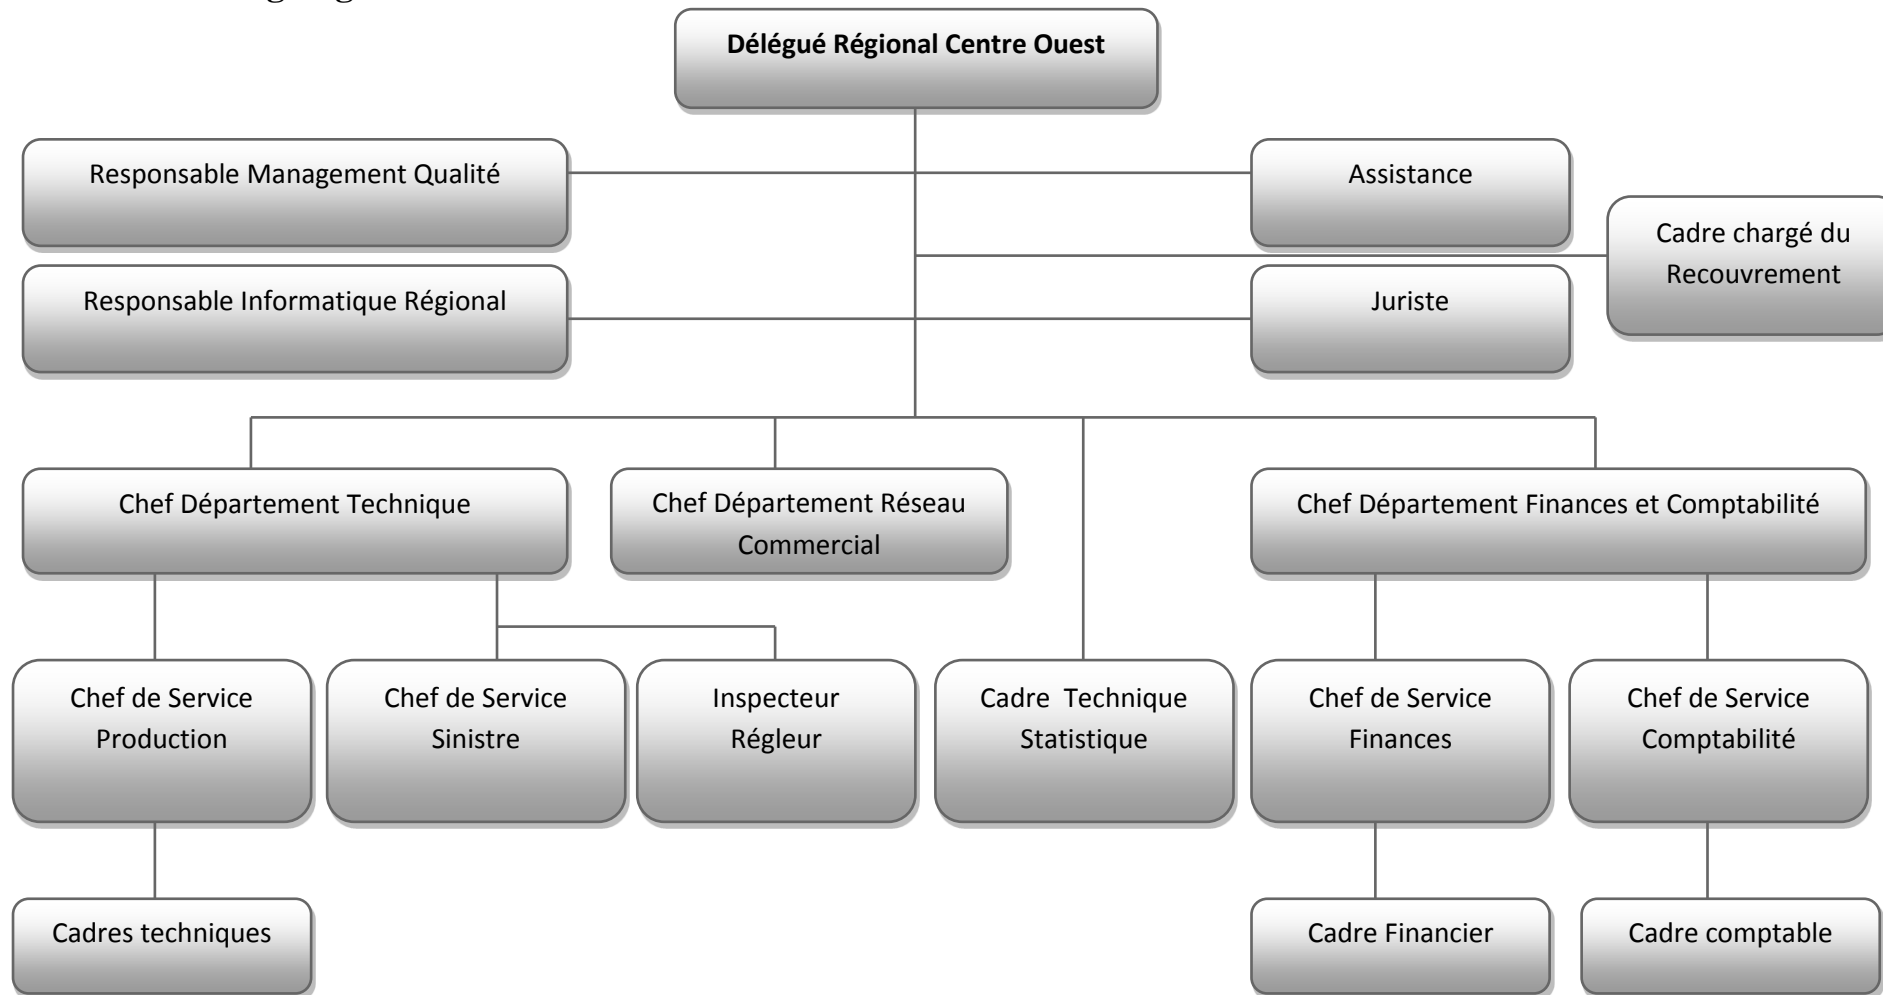 Délégué Régional Centre Ouest
Responsable Management Qualité
Assistance
Cadre chargé du
Recouvrement
Responsable Informatique Régional
Juriste
Chef Département Technique
Chef Département Réseau
Commercial
Chef Département Finances et Comptabilité
Chef de Service
Production
Chef de Service
Sinistre
Inspecteur
Régleur
Cadre  Technique
Statistique
Chef de Service
Finances
Chef de Service
Comptabilité
Cadres techniques
Cadre Financier
Cadre comptable